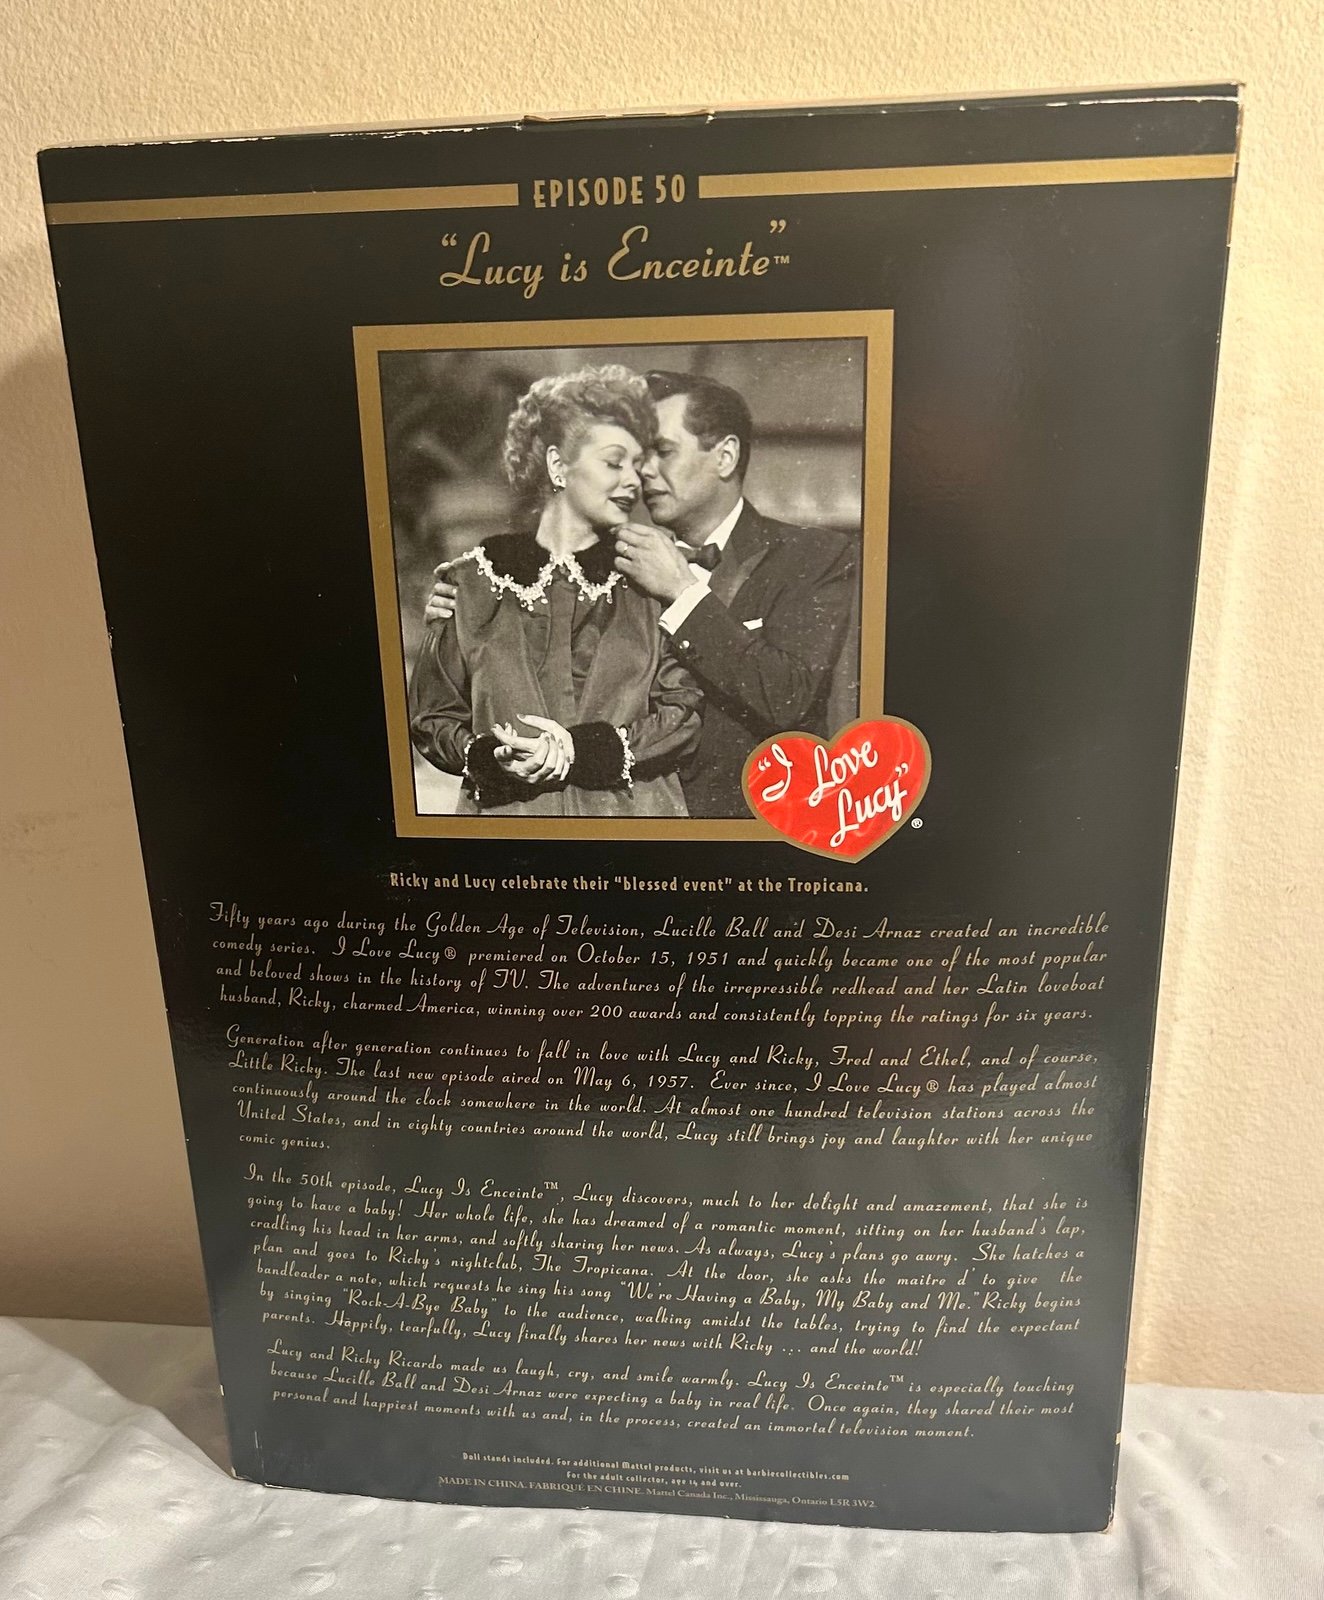 EPISODE 50
"Lucy is Enceinte"™
"I Love Lucy"®
Ricky and Lucy celebrate their "blessed event" at the Tropicana.
Fifty years ago during the Golden Age of Television, Lucille Ball and Desi Arnaz created an incredible
comedy series. I Love Lucy® premiered on October 15, 1951 and quickly became one of the most popular
and beloved shows in the history of TV. The adventures of the irrepressible redhead and her Latin loveboat
husband, Ricky, charmed America, winning over 200 awards and consistently topping the ratings for six years.
Generation after generation continues to fall in love with Lucy and Ricky, Fred and Ethel, and of course,
Little Ricky. The last new episode aired on May 6, 1957. Ever since, I Love Lucy® has played almost
continuously around the clock somewhere in the world. At almost one hundred television stations across the
United States, and in eighty countries around the world, Lucy still brings joy and laughter with her unique
comic genius.
In the 50th episode, Lucy Is Enceinte™, Lucy discovers, much to her delight and amazement, that she is
going to have a baby! Her whole life, she has dreamed of a romantic moment, sitting on her husband's lap,
cradling his head in her arms, and softly sharing her news. As always, Lucy's plans go awry. She hatches a
plan and goes to Ricky's nightclub, The Tropicana. At the door, she asks the maitre d' to give the
bandleader a note, which requests he sing his song "We're Having a Baby, My Baby and Me." Ricky begins
by singing "Rock-A-Bye Baby" to the audience, walking amidst the tables, trying to find the expectant
parents. Happily, tearfully, Lucy finally shares her news with Ricky ... and the world!
Lucy and Ricky Ricardo made us laugh, cry, and smile warmly. Lucy Is Enceinte™ is especially touching
because Lucille Ball and Desi Arnaz were expecting a baby in real life. Once again, they shared their most
personal and happiest moments with us and, in the process, created an immortal television moment.
Doll stands included. For additional Mattel products, visit us at barbiecollectibles.com
For the adult collector, age 14 and over.
MADE IN CHINA. FABRIQUÉ EN CHINE. Mattel Canada Inc., Mississauga, Ontario L5R 3W2.